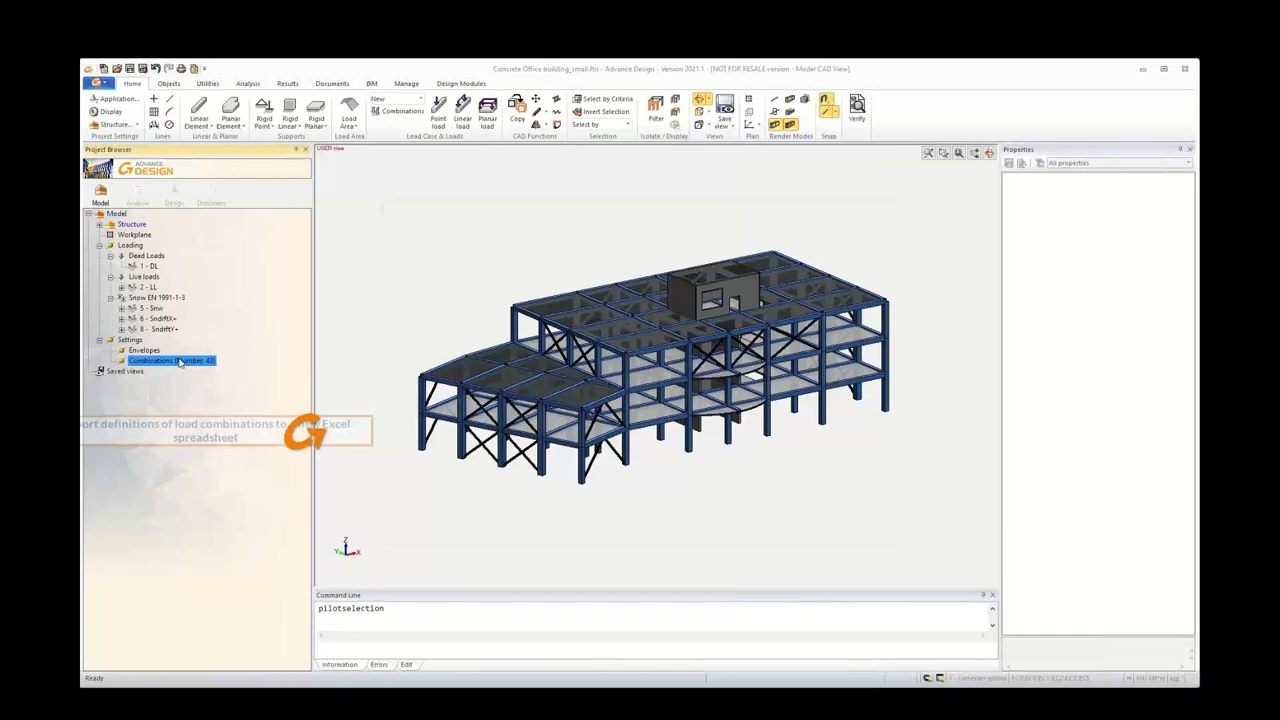 Concrete Office building_small.fto - Advance Design - version 2021.1 - [NOT FOR RESALE version - Model CAD View]
Home Objects Utilities Analysis Results Documents BIM Manage Design Modules
Application...
Display
Structure...
Project Settings
Lines
Linear Element
Planar Element
Linear & Planar
Rigid Point
Rigid Linear
Rigid Planar
Supports
Load Area
Load Area
New
Combinations
Point load
Linear load
Planar load
Load Case & Loads
Copy
CAD Functions
Select by Criteria
Invert Selection
Select by
Selection
Filter
Isolate / Display
Save view
Views
Plan
Render Modes
Snap
Verify
Project Browser
ADVANCE
DESIGN
Model Analysis Design Document
Model
Structure
Workplane
Loading
Dead Loads
1 - DL
Live loads
2 - LL
Snow EN 1991-1-3
5 - Snw
6 - SndrftX+
8 - SndrftY+
Settings
Envelopes
Combinations (Number: 43)
Saved views
ort definitions of load combinations to
Excel
spreadsheet
USER view
Z
Y
X
Properties
All properties
Command Line
pilotselection
Information Errors Edit
Ready